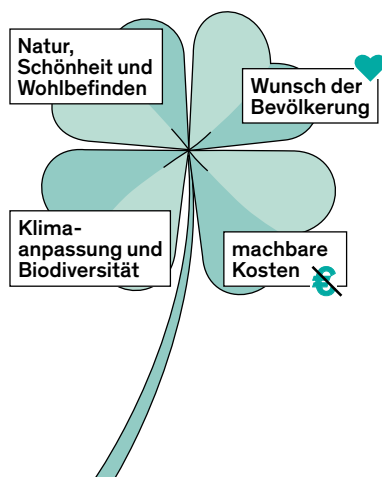 Natur,
Schönheit und
Wohlbefinden
Wunsch der
Bevölkerung
Klima-
anpassung und
Biodiversität
machbare
Kosten
€